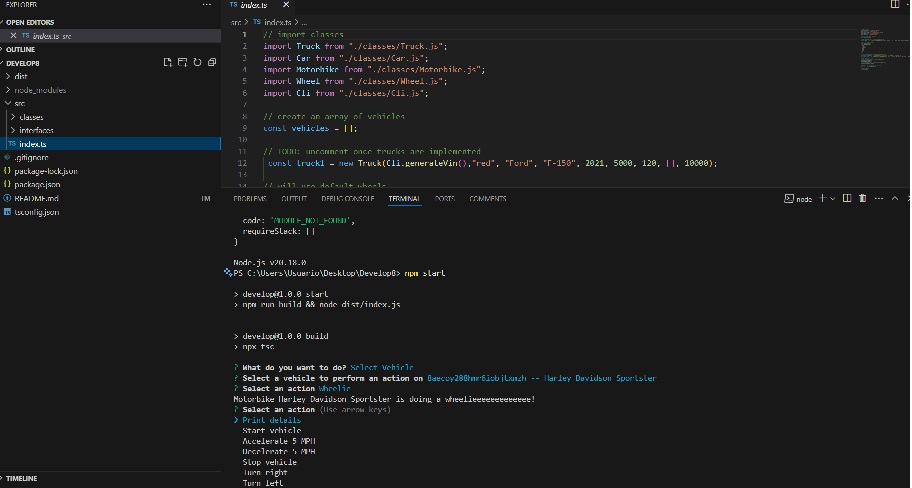 EXPLORER
...
OPEN EDITORS
index.ts src
OUTLINE
DEVELOP8
dist
node_modules
src
classes
interfaces
TS index.ts
.gitignore
package-lock.json
package.json
README.md
1M
tsconfig.json
TIMELINE
TS index.ts
src > TS index.ts > ...
1 // import classes
2 import Truck from "./classes/Truck.js";
3 import Car from "./classes/Car.js";
4 import Motorbike from "./classes/Motorbike.js";
5 import Wheel from "./classes/Wheel.js";
6 import Cli from "./classes/Cli.js";
7
8 // create an array of vehicles
9 const vehicles = [];
10
11 // TODO: uncomment once trucks are implemented
12 const truck1 = new Truck(Cli.generateVin(),"red", "Ford", "F-150", 2021, 5000, 120, [], 10000);
13
14 // will use default wheels
PROBLEMS OUTPUT DEBUG CONSOLE TERMINAL PORTS COMMENTS
node
code: 'MODULE_NOT_FOUND',
requireStack: []
}
Node.js v20.18.0
PS C:\Users\Usuario\Desktop\Develop8> npm start
> develop@1.0.0 start
> npm run build && node dist/index.js
> develop@1.0.0 build
> npx tsc
? What do you want to do? Select Vehicle
? Select a vehicle to perform an action on -- Harley Davidson Sportster
? Select an action Wheelie
Motorbike Harley Davidson Sportster is doing a wheelieeeeeeeeeeeee!
? Select an action (Use arrow keys)
> Print details
Start vehicle
Accelerate 5 MPH
Decelerate 5 MPH
Stop vehicle
Turn right
Turn left